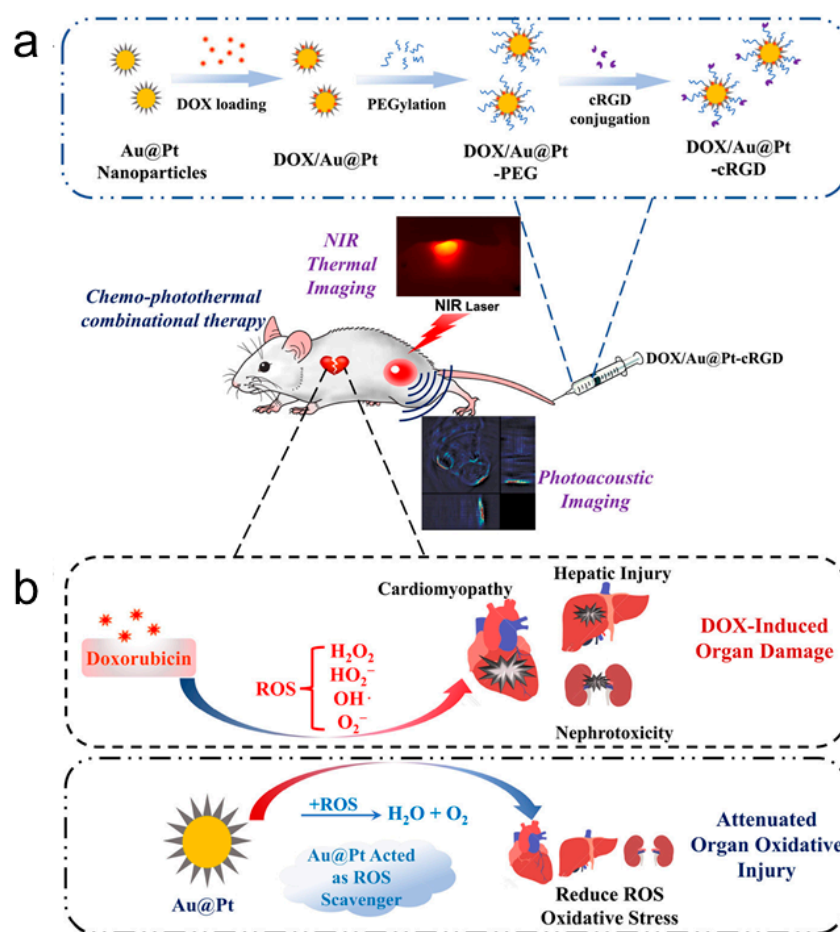 a
DOX loading
PEGylation
cRGD
conjugation
Au@Pt
Nanoparticles
DOX/Au@Pt
DOX/Au@Pt
-PEG
DOX/Au@Pt
-cRGD
NIR
Thermal
Imaging
NIR Laser
Chemo-photothermal
combinational therapy
DOX/Au@Pt-cRGD
Photoacoustic
Imaging
b
Doxorubicin
ROS
H₂O₂
HO₂⁻
OH·
O₂⁻
Cardiomyopathy
Hepatic Injury
Nephrotoxicity
DOX-Induced
Organ Damage
Au@Pt
+ROS
H₂O + O₂
Au@Pt Acted
as ROS
Scavenger
Reduce ROS
Oxidative Stress
Attenuated
Organ Oxidative
Injury